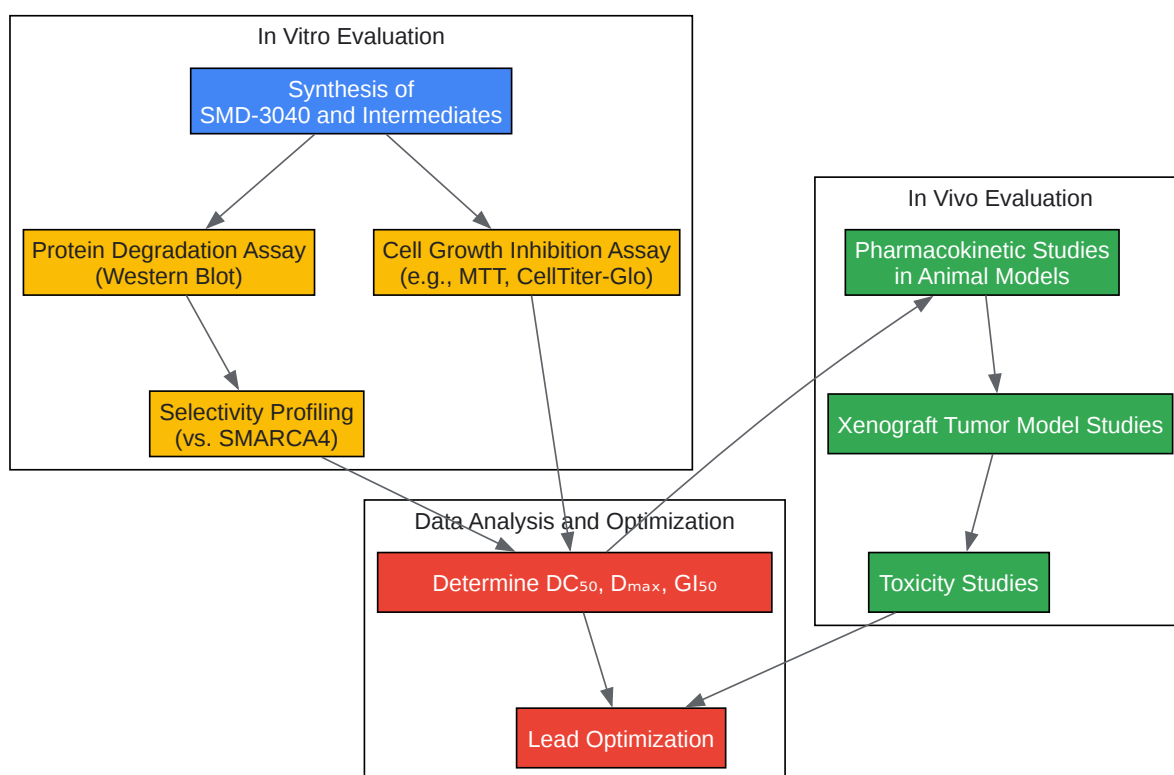 In Vitro Evaluation
Synthesis of
SMD-3040 and Intermediates
Protein Degradation Assay
(Western Blot)
Cell Growth Inhibition Assay
(e.g., MTT, CellTiter-Glo)
Selectivity Profiling
(vs. SMARCA4)
In Vivo Evaluation
Pharmacokinetic Studies
in Animal Models
Xenograft Tumor Model Studies
Toxicity Studies
Data Analysis and Optimization
Determine DC₅₀, Dₘₐₓ, GI₅₀
Lead Optimization